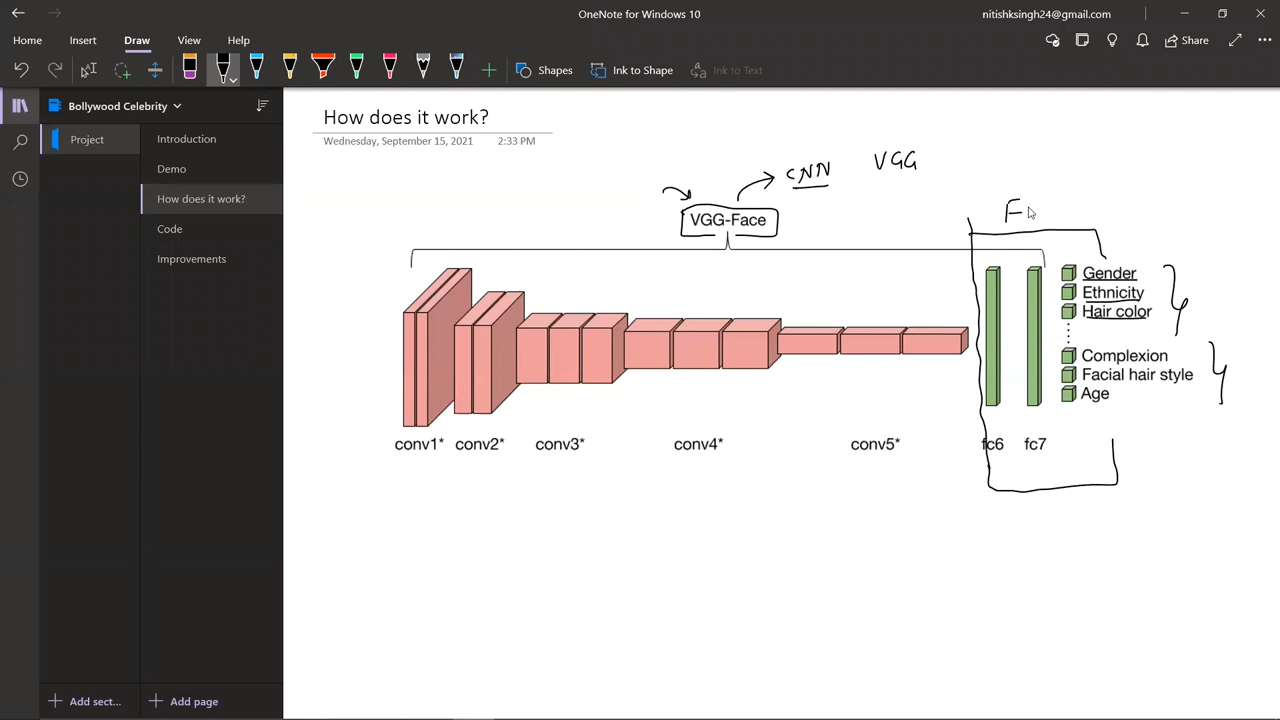 OneNote for Windows 10
nitishksingh24@gmail.com
Home Insert Draw View Help
Share
Shapes Ink to Shape Ink to Text
Bollywood Celebrity
Project
Introduction
Demo
How does it work?
Code
Improvements
Add sect...
Add page
How does it work?
Wednesday, September 15, 2021 2:33 PM
CNN VGG
VGG-Face
F
Gender
Ethnicity
Hair color
Complexion
Facial hair style
Age
conv1* conv2* conv3* conv4* conv5* fc6 fc7